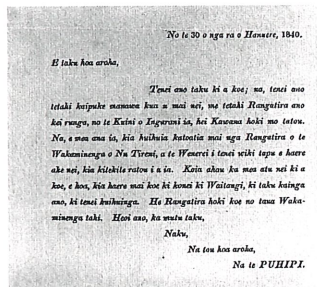 No te 30 o nga ra o Hanuere, 1840.
E taku hoa aroha,
Tenei ano taku ki a koe; na, tenei ano
tetahi kaipuke manawa kua u mai nei, me tetahi Rangatira ano
kei runga, no te Kuini o Ingarani ia, hei Kawana hoki mo tatou.
Na, e mea ana ia, kia huihuia katoatia mai nga Rangatira o te
Wakaminenga o Nu Tireni, a te Wenerei i tenei wiki tapu e haere
ake nei, kia kitekite ratou i a ia. Koia ahau ka mea atu nei ki a
koe, e hoa, kia haere mai koe ki konei ki Waitangi, ki taku kainga
ano, ki tenei huihuinga. He Rangatira hoki koe no taua Waka-
minenga tahi. Heoi ano, ka mutu taku,
Naku,
Na tou hoa aroha,
Na te PUHIPI.